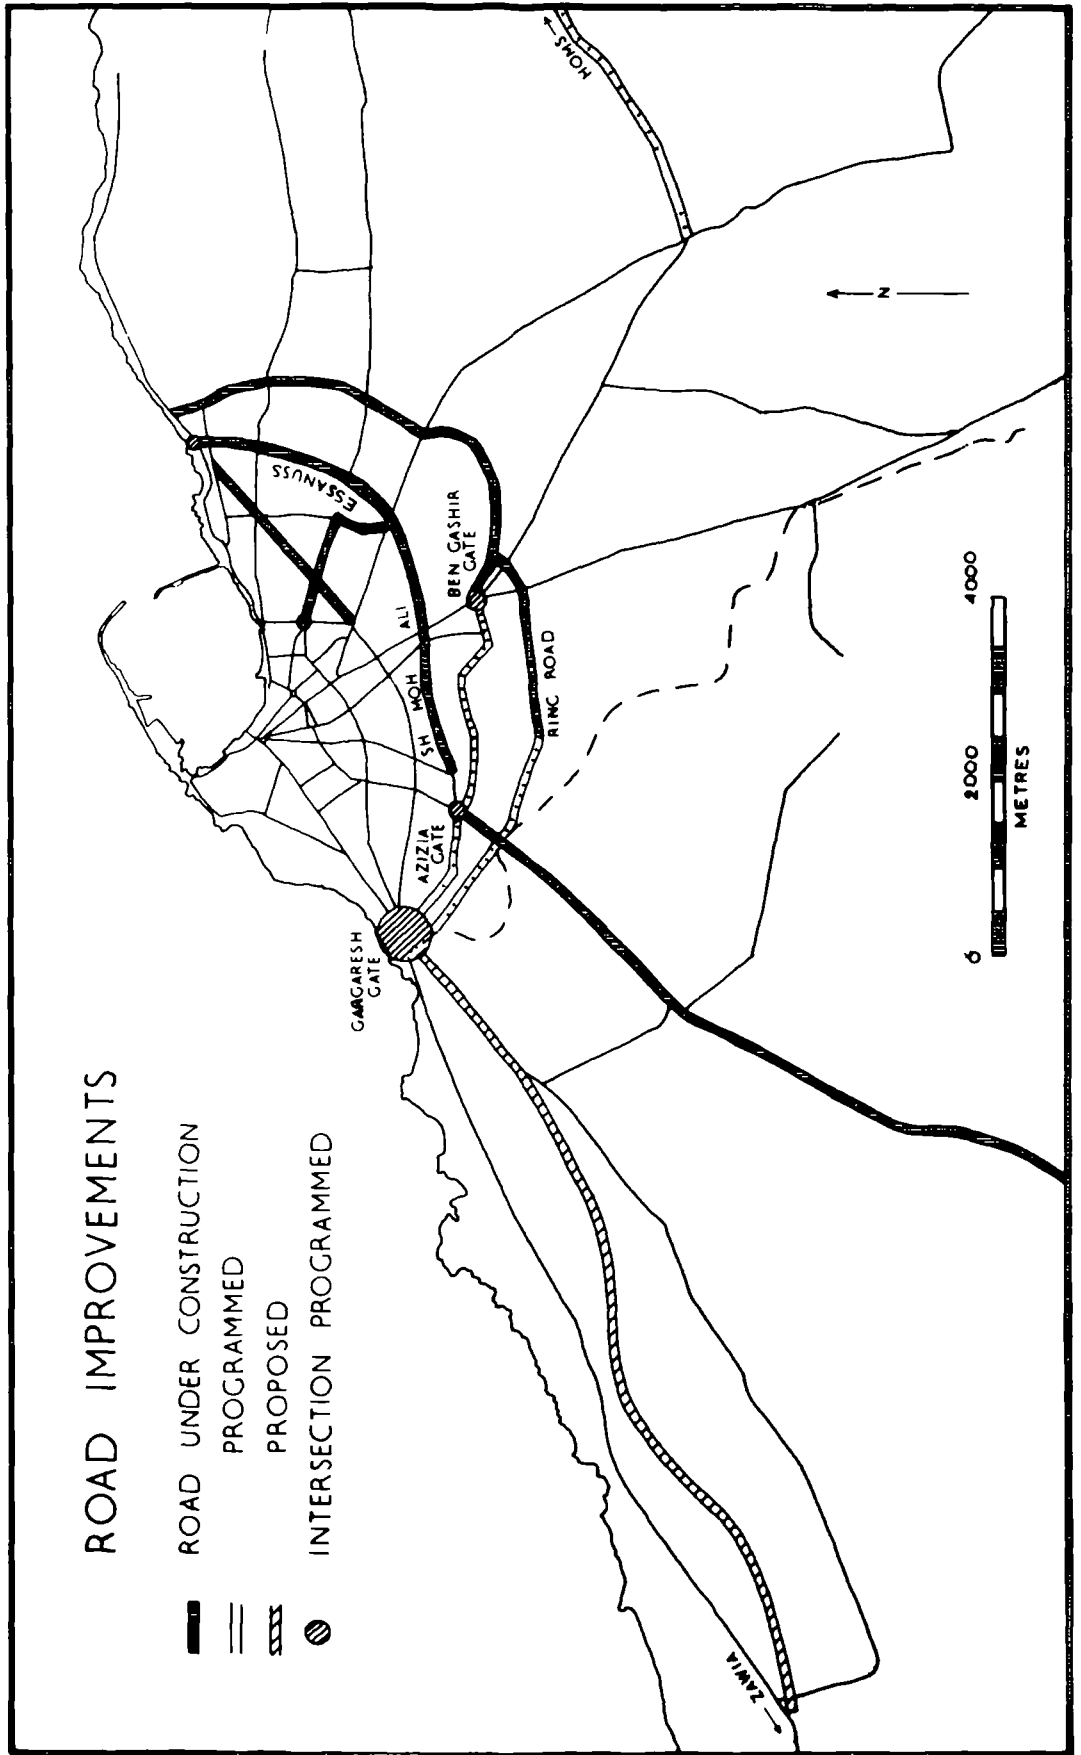 ROAD IMPROVEMENTS
ROAD UNDER CONSTRUCTION
PROGRAMMED
PROPOSED
INTERSECTION PROGRAMMED
ZAWIA
GARGARESH
GATE
AZIZIA
GATE
SH MOH ALI ESSANUSS
BEN GASHIR
GATE
RING ROAD
HOMS
N
0 2000 4000
METRES